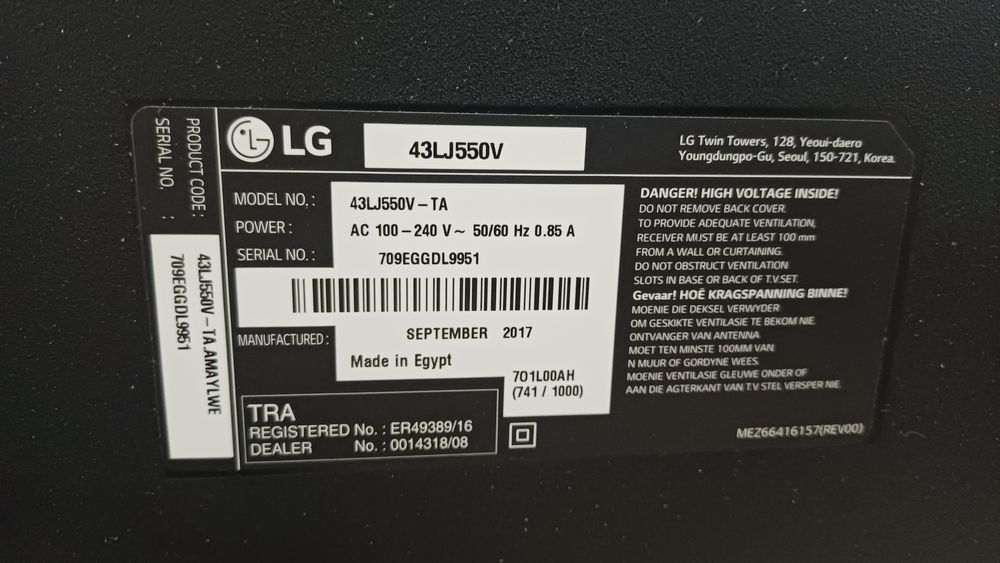 PRODUCT CODE :
SERIAL NO. :
43LJ550V-TA.AMAYLWE
709EGGDL9951
LG
43LJ550V
LG Twin Towers, 128, Yeoui-daero
Youngdungpo-Gu, Seoul, 150-721, Korea.
MODEL NO. : 43LJ550V-TA
POWER : AC 100-240 V~ 50/60 Hz 0.85 A
SERIAL NO. : 709EGGDL9951
MANUFACTURED : SEPTEMBER 2017
Made in Egypt
701L00AH
(741 / 1000)
TRA
REGISTERED No. : ER49389/16
DEALER No. : 0014318/08
DANGER! HIGH VOLTAGE INSIDE!
DO NOT REMOVE BACK COVER.
TO PROVIDE ADEQUATE VENTILATION,
RECEIVER MUST BE AT LEAST 100 mm
FROM A WALL OR CURTAINING.
DO NOT OBSTRUCT VENTILATION
SLOTS IN BASE OR BACK OF T.V.SET.
Gevaar! HOË KRAGSPANNING BINNE!
MOENIE DIE DEKSEL VERWYDER
OM GESKIKTE VENTILASIE TE BEKOM NIE.
ONTVANGER VAN ANTENNA
MOET TEN MINSTE 100MM VAN
N MUUR OF GORDYNE WEES.
MOENIE VENTILASIE GLEUWE ONDER OF
AAN DIE AGTERKANT VAN T.V STEL VERSPER NIE.
MEZ66416157(REV00)